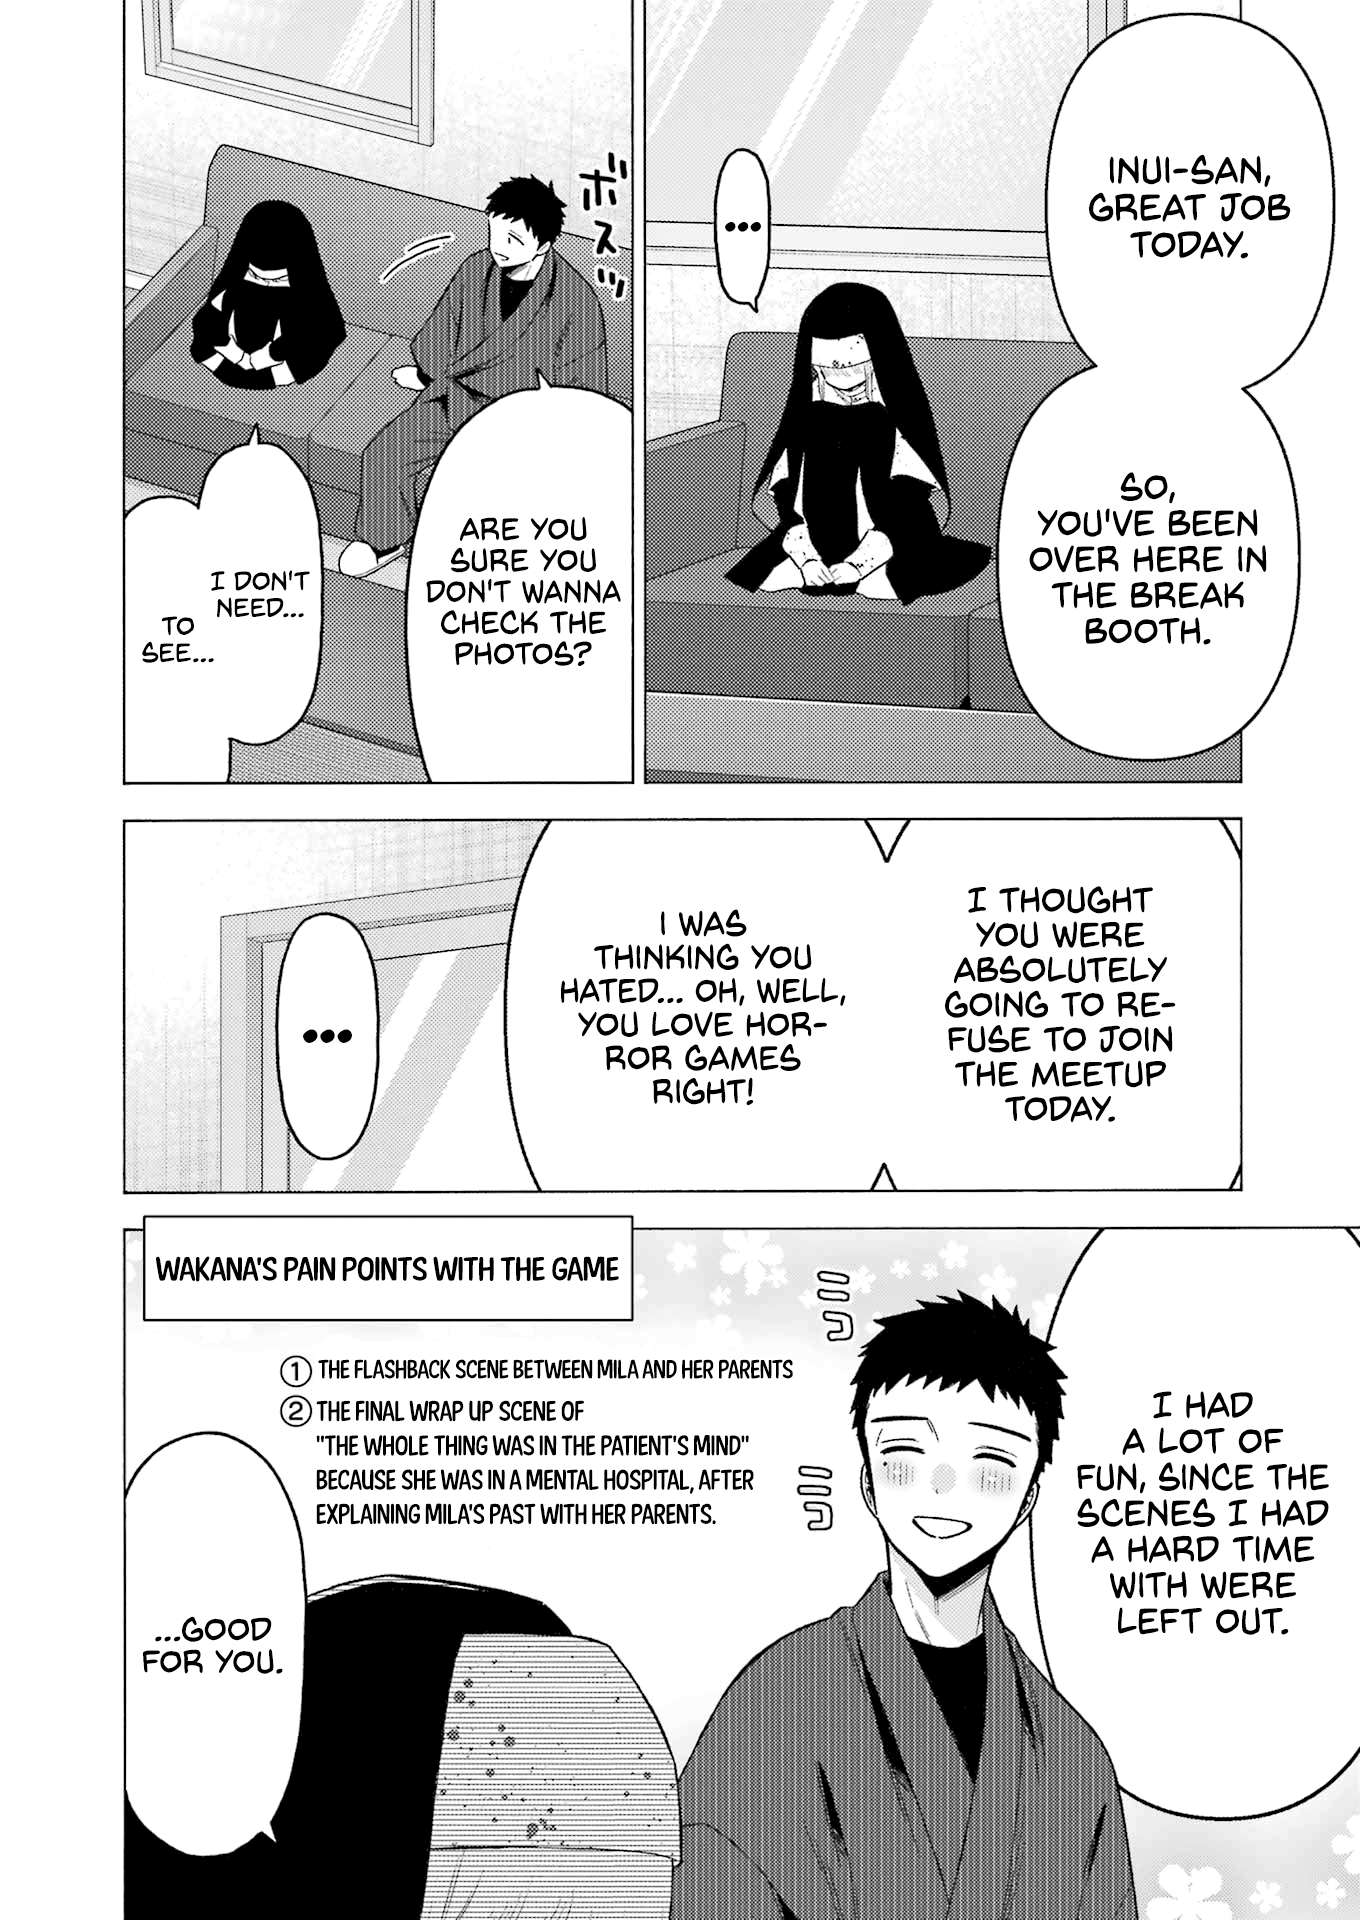 INUI-SAN,
GREAT JOB
TODAY.
SO,
YOU'VE BEEN
OVER HERE IN
THE BREAK
BOOTH.
•••
ボスッ
ARE YOU
SURE YOU
DON'T WANNA
CHECK THE
PHOTOS?
I DON'T
NEED...
TO
SEE...
I THOUGHT
YOU WERE
ABSOLUTELY
GOING TO RE-
FUSE TO JOIN
THE MEETUP
TODAY.
I WAS
THINKING YOU
HATED... OH, WELL,
YOU LOVE HOR-
ROR GAMES
RIGHT!
•••
I HAD
A LOT OF
FUN, SINCE THE
SCENES I HAD
A HARD TIME
WITH WERE
LEFT OUT.
ニコ
ニコ
WAKANA'S PAIN POINTS WITH THE GAME
① THE FLASHBACK SCENE BETWEEN MILA AND HER PARENTS
② THE FINAL WRAP UP SCENE OF
"THE WHOLE THING WAS IN THE PATIENT'S MIND"
BECAUSE SHE WAS IN A MENTAL HOSPITAL, AFTER
EXPLAINING MILA'S PAST WITH HER PARENTS.
...GOOD
FOR YOU.